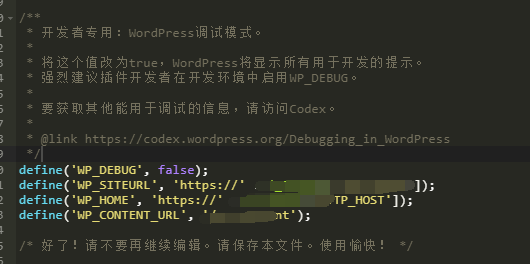 /**
* 开发者专用：WordPress调试模式。
*
* 将这个值改为true，WordPress将显示所有用于开发的提示。
* 强烈建议插件开发者在开发环境中启用WP_DEBUG。
*
* 要获取其他能用于调试的信息，请访问Codex。
*
* @link https://codex.wordpress.org/Debugging_in_WordPress
*/
define('WP_DEBUG', false);
define('WP_SITEURL', 'https://' ]);
define('WP_HOME', 'https://' TP_HOST']);
define('WP_CONTENT_URL', '/ nt');
/* 好了！请不要再继续编辑。请保存本文件。使用愉快！ */